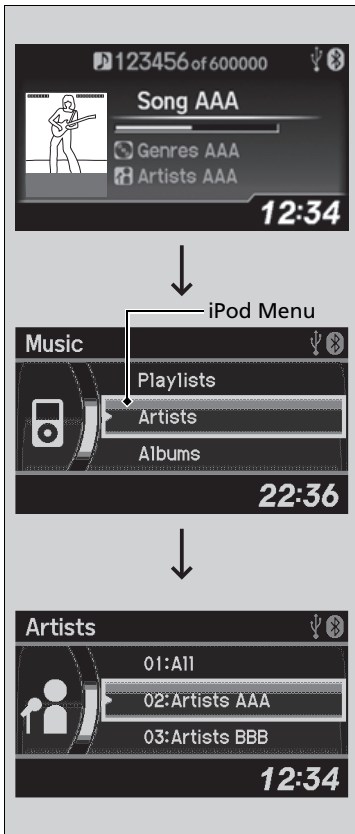 123456 of 600000
Song AAA
Genres AAA
Artists AAA
12:34
iPod Menu
Music
Playlists
Artists
Albums
22:36
Artists
01:All
02:Artists AAA
03:Artists BBB
12:34